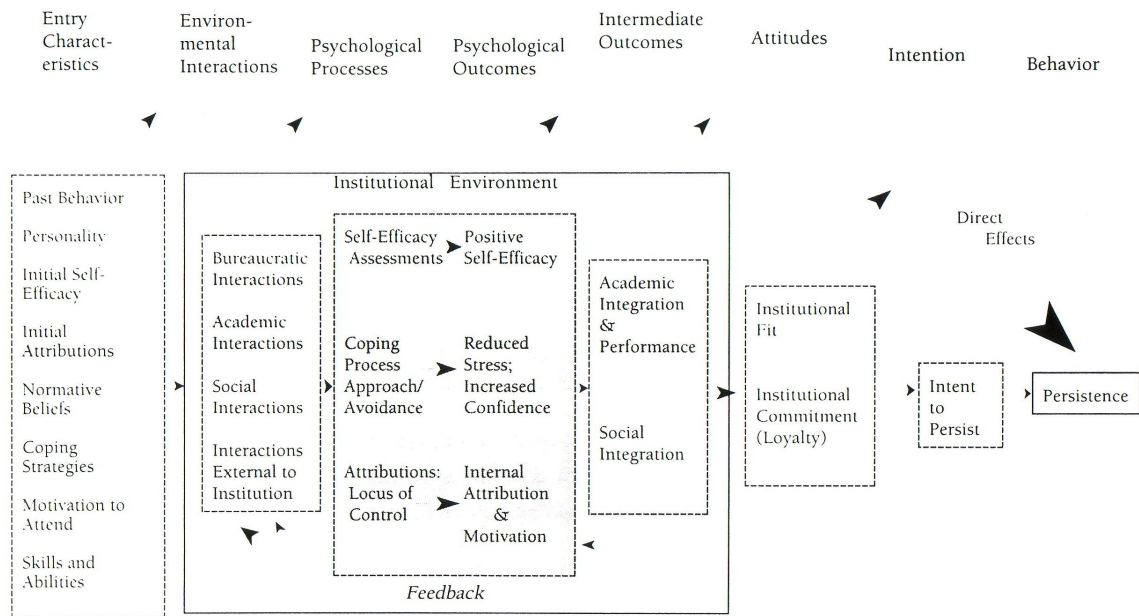 Entry
Charact-
eristics
Environ-
mental
Interactions
Psychological
Processes
Psychological
Outcomes
Intermediate
Outcomes
Attitudes
Intention
Behavior
Past Behavior
Personality
Initial Self-
Efficacy
Initial
Attributions
Normative
Beliefs
Coping
Strategies
Motivation to
Attend
Skills and
Abilities
Institutional Environment
Bureaucratic
Interactions
Academic
Interactions
Social
Interactions
Interactions
External to
Institution
Self-Efficacy
Assessments
Positive
Self-Efficacy
Coping
Process
Approach/
Avoidance
Reduced
Stress;
Increased
Confidence
Attributions:
Locus of
Control
Internal
Attribution
&
Motivation
Feedback
Academic
Integration
&
Performance
Social
Integration
Institutional
Fit
Institutional
Commitment
(Loyalty)
Intent
to
Persist
Direct
Effects
Persistence